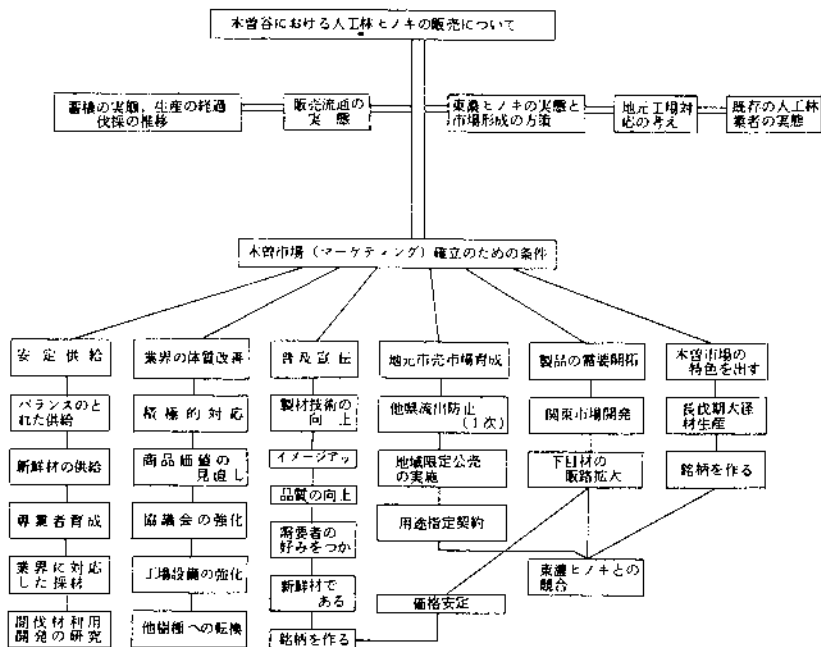 木曽谷における人工林ヒノキの販売について
蓄積の実態、生産の経過
伐採の推移
販売流通の
実態
東濃ヒノキの実態と
市場形成の方策
地元工場対
応の考え
既存の人工林
業者の実態
木曽市場（マーケティング）確立のための条件
安定供給
バランスのと
れた供給
新鮮材の供給
専業者育成
業界に対応
した採材
間伐材利用
開発の研究
業界の体質改善
積極的対応
商品価値の
見直し
協議会の強化
工場設備の強化
他樹種への転換
普及宣伝
製材技術の
向上
イメージアッ
品質の向上
需要者の
好みをつか
新鮮材で
ある
銘柄を作る
地元市売市場育成
他県流出防止
(1次)
地域限定公売
の実施
用途指定契約
価格安定
製品の需要開拓
関東市場開発
下目材の
販路拡大
東濃ヒノキとの
競合
木曽市場の
特色を出す
長伐期大径
材生産
銘柄を作る